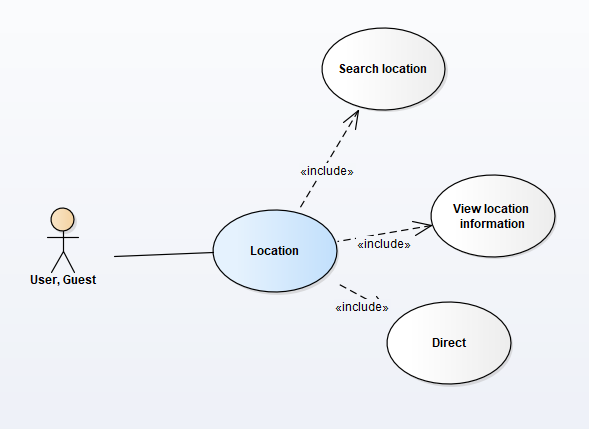 Search location
«include»
View location
information
«include»
Location
User, Guest
«include»
Direct